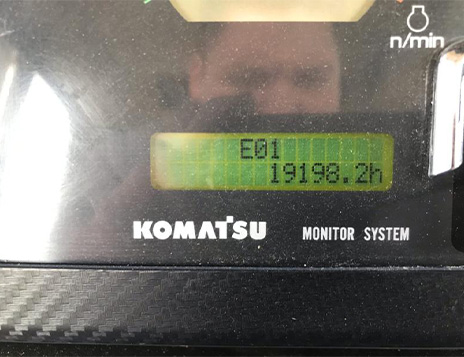 n/min
E01
19198.2h
KOMATSU MONITOR SYSTEM